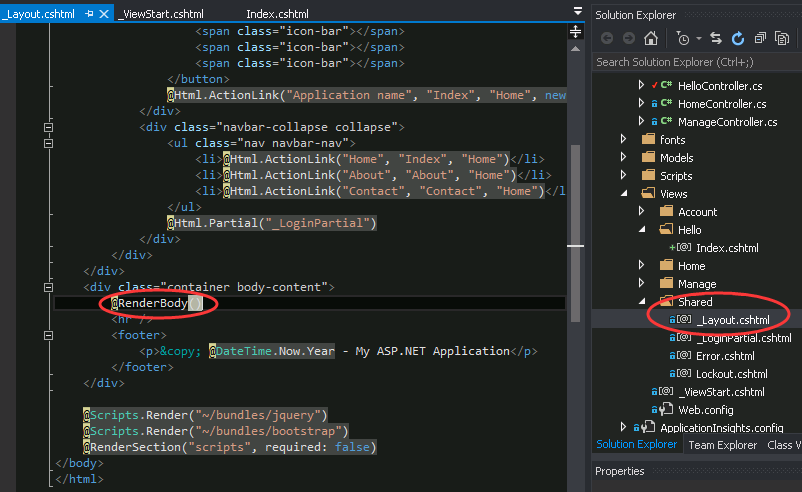 _Layout.cshtml
_ViewStart.cshtml
Index.cshtml
<span class="icon-bar"></span>
<span class="icon-bar"></span>
<span class="icon-bar"></span>
</button>
@Html.ActionLink("Application name", "Index", "Home", new
</div>
<div class="navbar-collapse collapse">
<ul class="nav navbar-nav">
<li>@Html.ActionLink("Home", "Index", "Home")</li>
<li>@Html.ActionLink("About", "About", "Home")</li>
<li>@Html.ActionLink("Contact", "Contact", "Home")</l
</ul>
@Html.Partial("_LoginPartial")
</div>
</div>
</div>
<div class="container body-content">
@RenderBody()
<hr />
<footer>
<p>&copy; @DateTime.Now.Year - My ASP.NET Application</p>
</footer>
</div>
@Scripts.Render("~/bundles/jquery")
@Scripts.Render("~/bundles/bootstrap")
@RenderSection("scripts", required: false)
</body>
</html>
Solution Explorer
Search Solution Explorer (Ctrl+;)
C# HelloController.cs
C# HomeController.cs
C# ManageController.cs
fonts
Models
Scripts
Views
Account
Hello
+[@] Index.cshtml
Home
Manage
Shared
[@] _Layout.cshtml
[@] _LoginPartial.cshtml
[@] Error.cshtml
[@] Lockout.cshtml
[@] _ViewStart.cshtml
Web.config
ApplicationInsights.config
Solution Explorer
Team Explorer
Class V
Properties